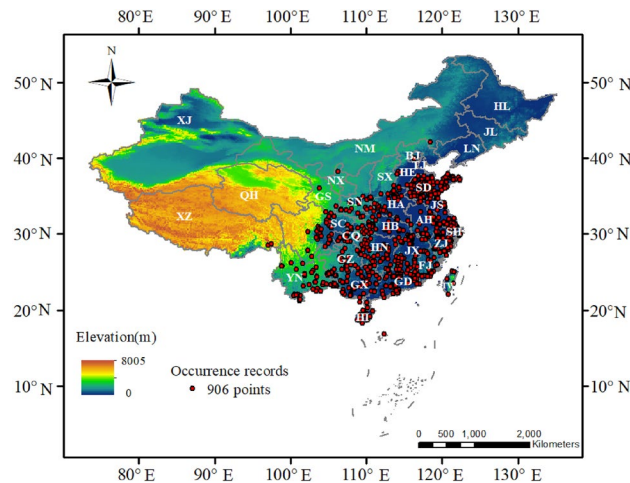 80° E 90° E 100° E 110° E 120° E 130° E
N
50° N 50° N
XJ HL
JL
NM LN
40° N BJ 40° N
TJ
NX SX HE
GS SD
QH
SN HA JS
XZ
SC HB AH SH
30° N CQ ZJ 30° N
HN JX
GZ FJ
YN GX GD
20° N HI 20° N
Elevation(m)
8005 Occurrence records
0 906 points
10° N 10° N
0 500 1,000 2,000
Kilometers
80° E 90° E 100° E 110° E 120° E 130° E